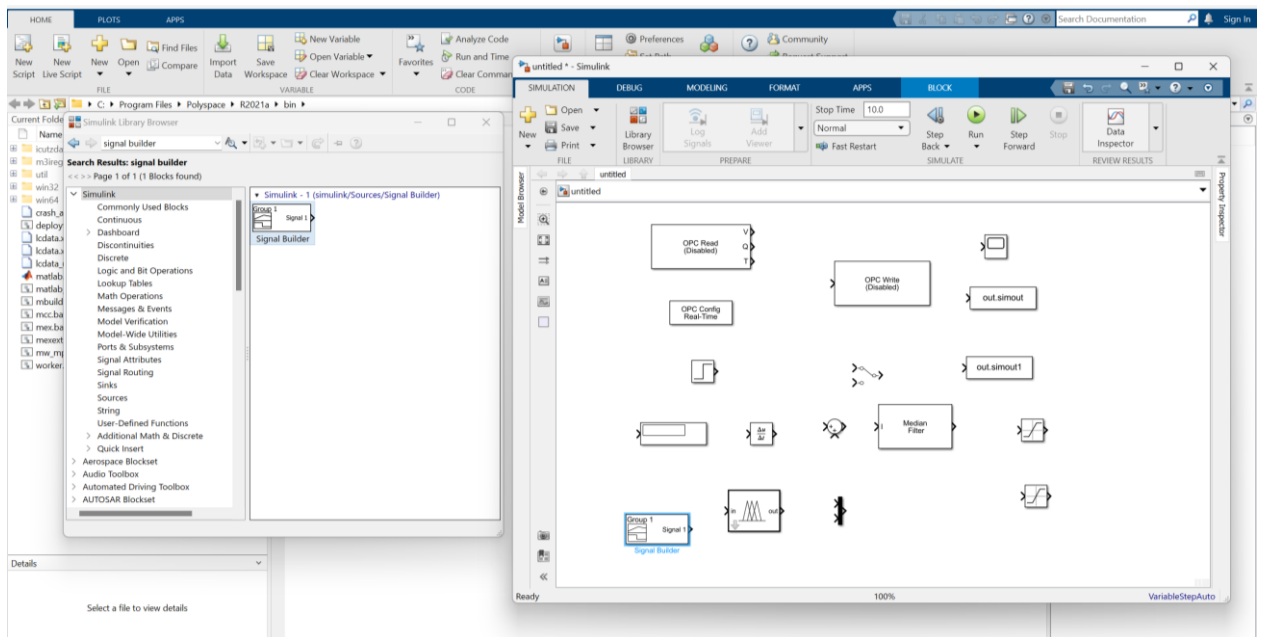 HOME PLOTS APPS
Search Documentation Sign In
New Script
New Live Script
New
Open
Find Files
Compare
Import Data
Save Workspace
New Variable
Open Variable
Clear Workspace
Favorites
Analyze Code
Run and Time
Clear Comman
Preferences
Community
FILE VARIABLE CODE
C: Program Files Polyspace R2021a bin
Current Folde
Name
icutzda
m3ireg
util
win32
win64
crash_a
deploy
lcdata.x
lcdata.x
lcdata_
matlab
matlab
mbuild
mcc.ba
mex.ba
mexext
mw_mp
worker.
Details
Select a file to view details
Simulink Library Browser
signal builder
Search Results: signal builder
<< >> Page 1 of 1 (1 Blocks found)
Simulink
Commonly Used Blocks
Continuous
Dashboard
Discontinuities
Discrete
Logic and Bit Operations
Lookup Tables
Math Operations
Messages & Events
Model Verification
Model-Wide Utilities
Ports & Subsystems
Signal Attributes
Signal Routing
Sinks
Sources
String
User-Defined Functions
Additional Math & Discrete
Quick Insert
Aerospace Blockset
Audio Toolbox
Automated Driving Toolbox
AUTOSAR Blockset
Simulink - 1 (simulink/Sources/Signal Builder)
Group 1
Signal 1
Signal Builder
untitled * - Simulink
SIMULATION DEBUG MODELING FORMAT APPS BLOCK
New
Open
Save
Print
Library Browser
Log Signals
Add Viewer
Stop Time 10.0
Normal
Fast Restart
Step Back
Run
Step Forward
Stop
Data Inspector
FILE LIBRARY PREPARE SIMULATE REVIEW RESULTS
Model Browser
Property Inspector
untitled
untitled
OPC Read
(Disabled)
V
Q
T
OPC Write
(Disabled)
out.simout
OPC Config
Real-Time
out.simout1
Δu
Δt
Median
Filter
in
out
Group 1
Signal 1
Signal Builder
Ready 100% VariableStepAuto